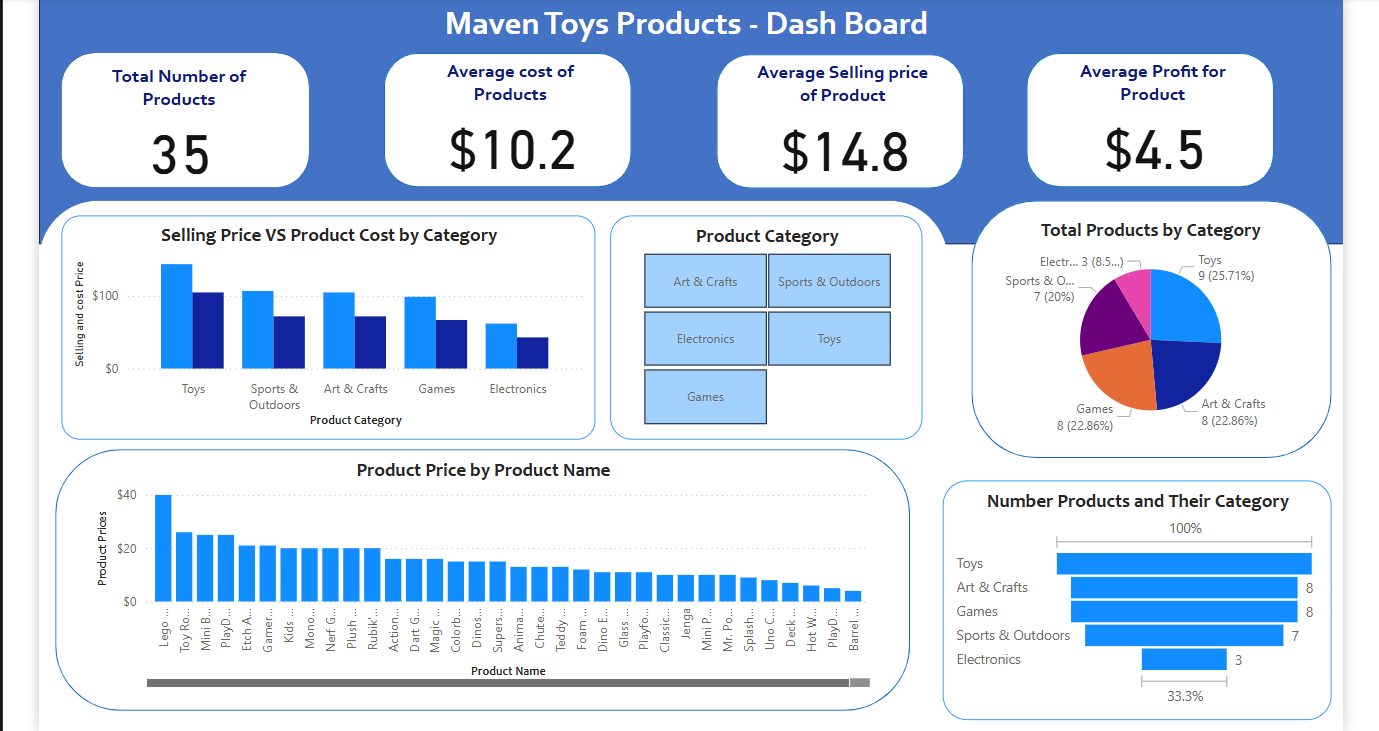 Maven Toys Products - Dash Board
Total Number of
Products
35
Average cost of
Products
$10.2
Average Selling price
of Product
$14.8
Average Profit for
Product
$4.5
Selling Price VS Product Cost by Category
Selling and cost Price
$100
$0
Toys
Sports &
Outdoors
Art & Crafts
Games
Electronics
Product Category
Product Category
Art & Crafts
Sports & Outdoors
Electronics
Toys
Games
Total Products by Category
Electr... 3 (8.5...)
Toys
9 (25.71%)
Sports & O...
7 (20%)
Games
8 (22.86%)
Art & Crafts
8 (22.86%)
Product Price by Product Name
Product Prices
$40
$20
$0
Lego ...
Toy Ro...
Mini B...
PlayD...
Etch A...
Gamer...
Kids ...
Mono...
Nerf G...
Plush ...
Rubik'...
Action...
Dart G...
Magic ...
Colorb...
Dinos...
Supers...
Anima...
Chute...
Teddy ...
Foam ...
Dino E...
Glass ...
Playfo...
Classic...
Jenga
Mini P...
Mr. Po...
Splash...
Uno C...
Deck ...
Hot W...
PlayD...
Barrel ...
Product Name
Number Products and Their Category
100%
Toys
Art & Crafts
8
Games
8
Sports & Outdoors
7
Electronics
3
33.3%